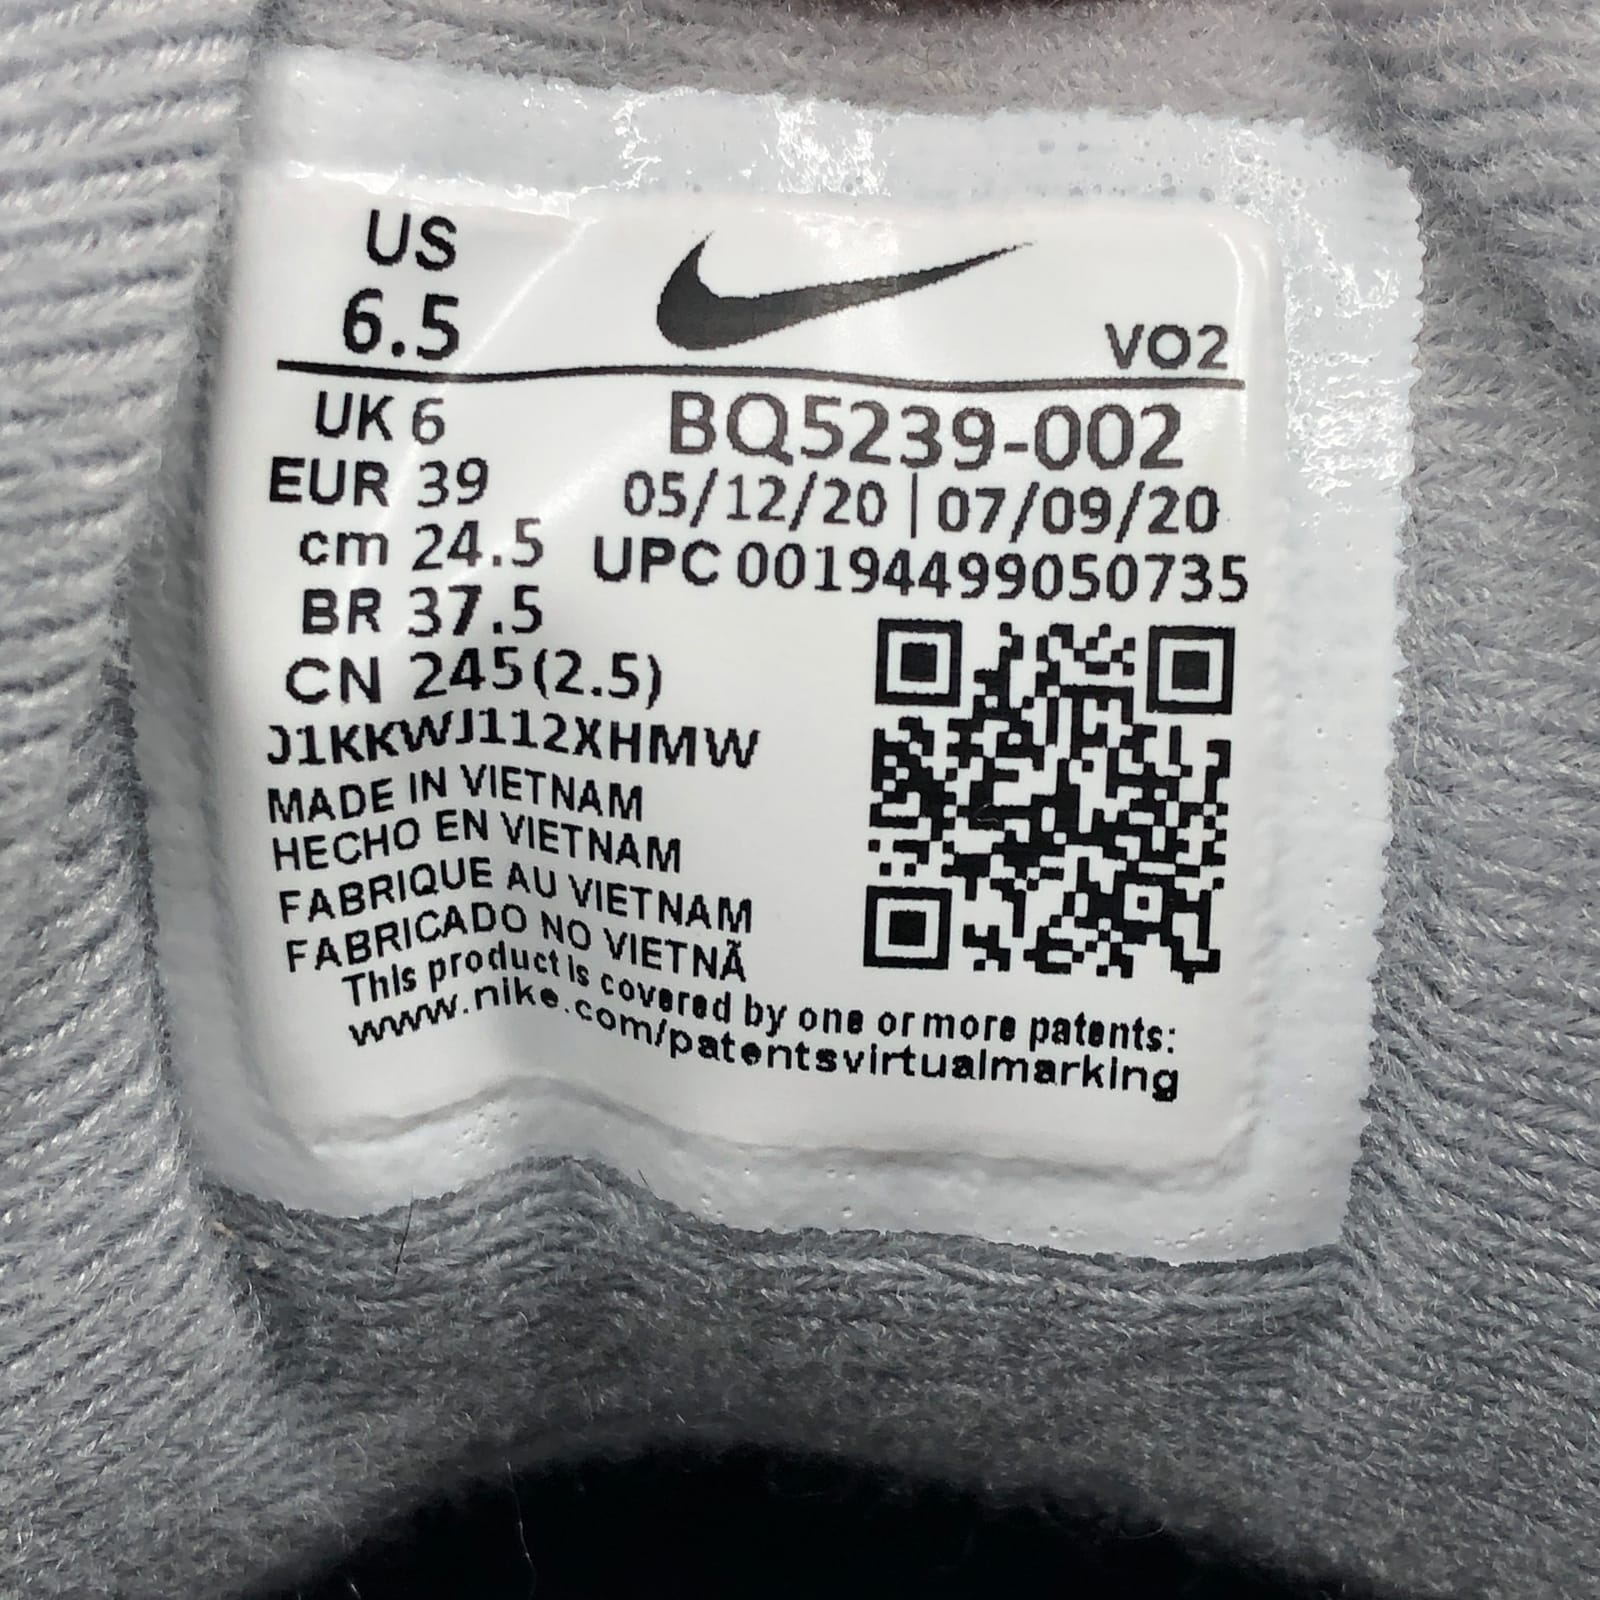 US
6.5
VO2
UK 6
EUR 39
cm 24.5
BR 37.5
CN 245(2.5)
BQ5239-002
05/12/20 | 07/09/20
UPC 00194499050735
J1KKWJ112XHMW
MADE IN VIETNAM
HECHO EN VIETNAM
FABRIQUE AU VIETNAM
FABRICADO NO VIETNÃ
This product is covered by one or more patents:
www.nike.com/patentsvirtualmarking